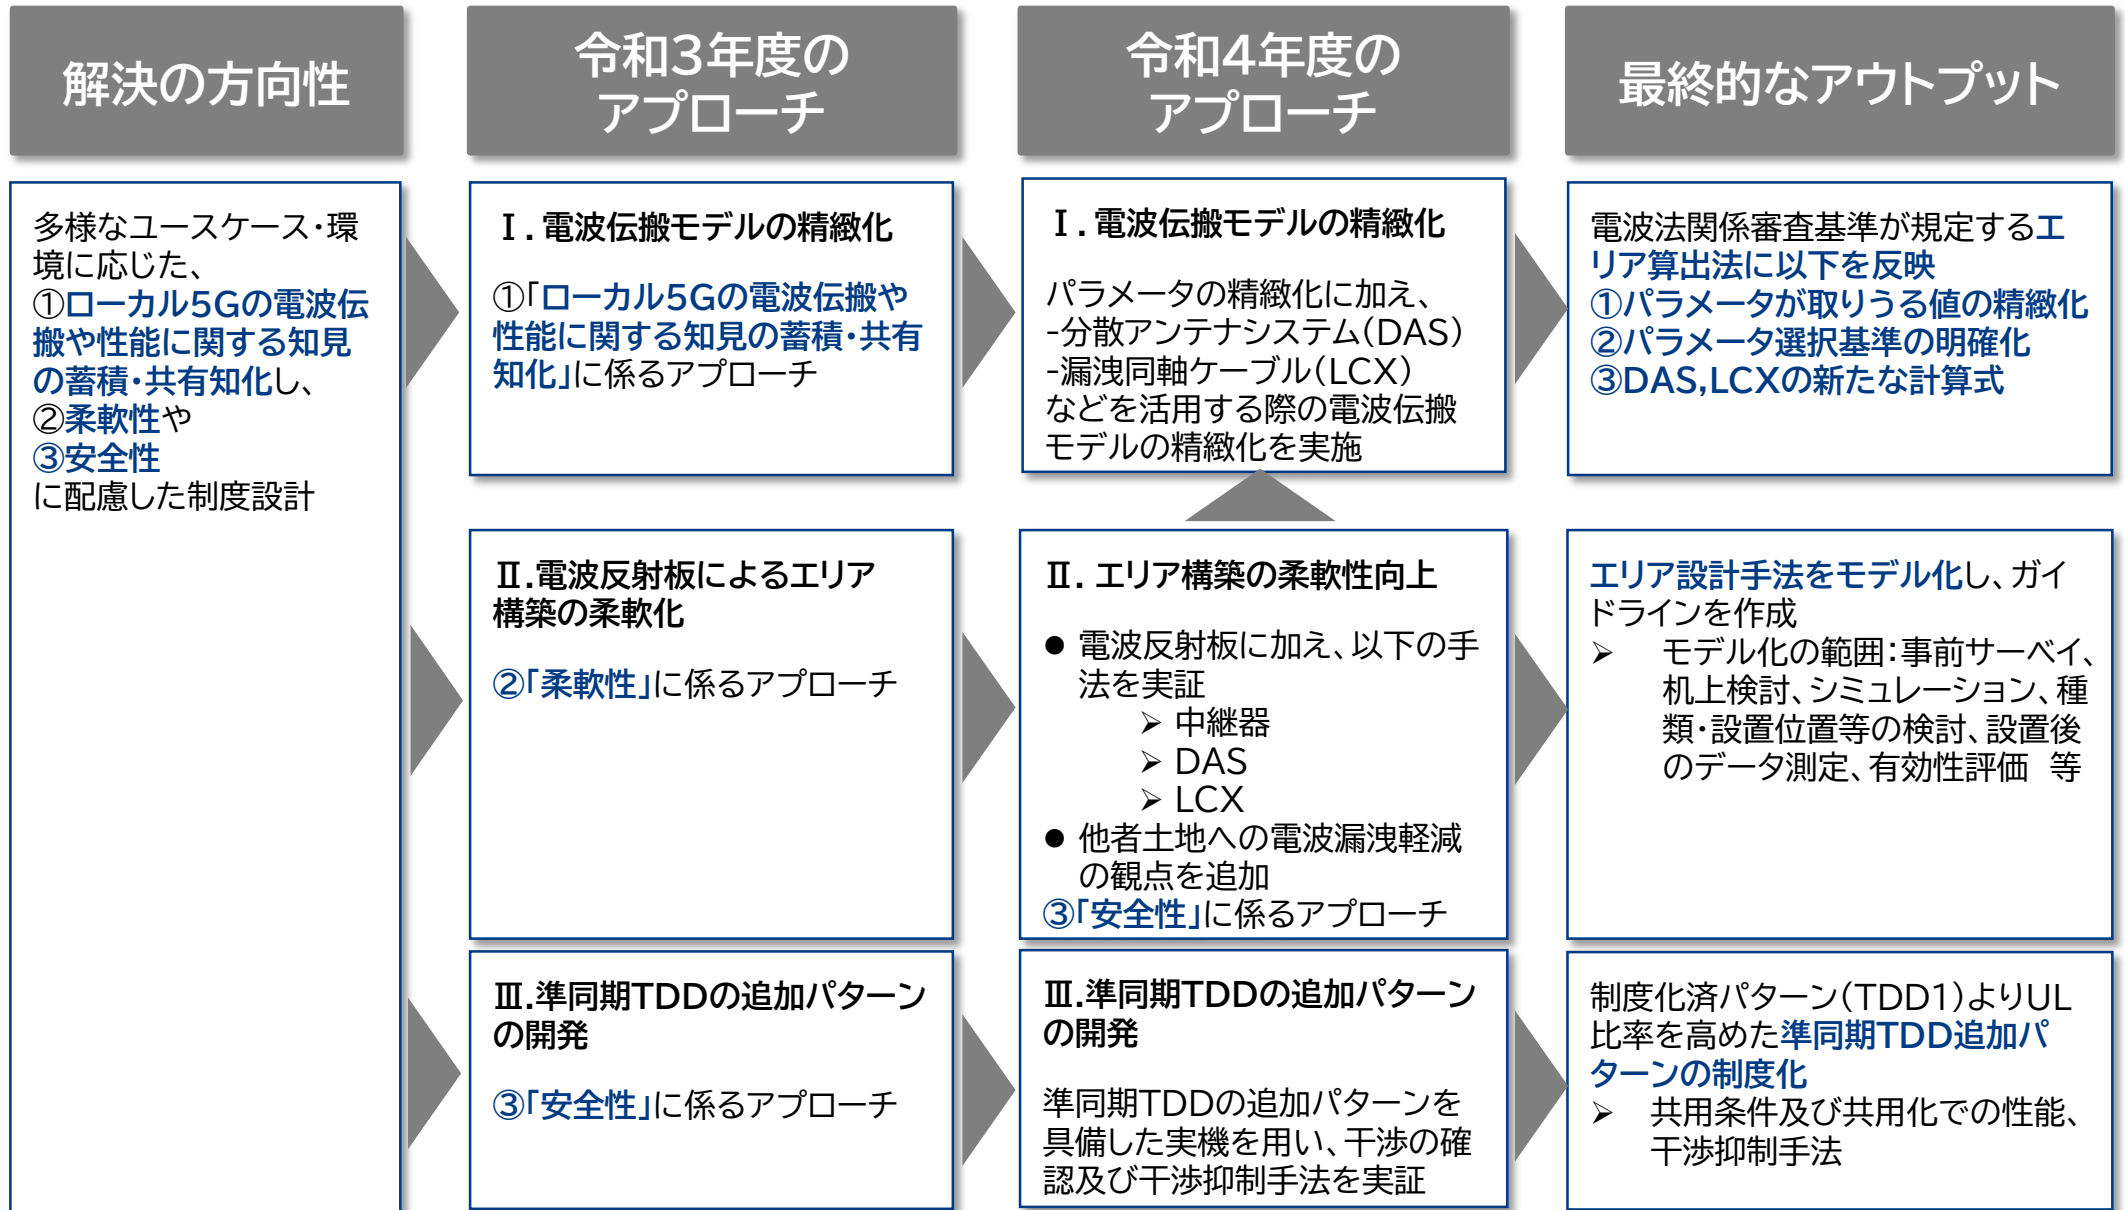 解決の方向性
令和3年度の
アプローチ
令和4年度の
アプローチ
最終的なアウトプット
多様なユースケース・環
境に応じた、
①ローカル5Gの電波伝
搬や性能に関する知見
の蓄積・共有知化し、
②柔軟性や
③安全性
に配慮した制度設計
Ⅰ. 電波伝搬モデルの精緻化
①「ローカル5Gの電波伝搬や
性能に関する知見の蓄積・共有
知化」に係るアプローチ
Ⅰ. 電波伝搬モデルの精緻化
パラメータの精緻化に加え、
-分散アンテナシステム(DAS)
-漏洩同軸ケーブル(LCX)
などを活用する際の電波伝搬
モデルの精緻化を実施
電波法関係審査基準が規定するエ
リア算出法に以下を反映
①パラメータが取りうる値の精緻化
②パラメータ選択基準の明確化
③DAS,LCXの新たな計算式
Ⅱ.電波反射板によるエリア
構築の柔軟化
②「柔軟性」に係るアプローチ
Ⅱ. エリア構築の柔軟性向上
● 電波反射板に加え、以下の手
法を実証
➢ 中継器
➢ DAS
➢ LCX
● 他者土地への電波漏洩軽減
の観点を追加
③「安全性」に係るアプローチ
エリア設計手法をモデル化し、ガイ
ドラインを作成
➢ モデル化の範囲：事前サーベイ、
机上検討、シミュレーション、種
類・設置位置等の検討、設置後
のデータ測定、有効性評価 等
Ⅲ.準同期TDDの追加パターン
の開発
③「安全性」に係るアプローチ
Ⅲ.準同期TDDの追加パターン
の開発
準同期TDDの追加パターンを
具備した実機を用い、干渉の確
認及び干渉抑制手法を実証
制度化済パターン(TDD1)よりUL
比率を高めた準同期TDD追加パ
ターンの制度化
➢ 共用条件及び共用化での性能、
干渉抑制手法